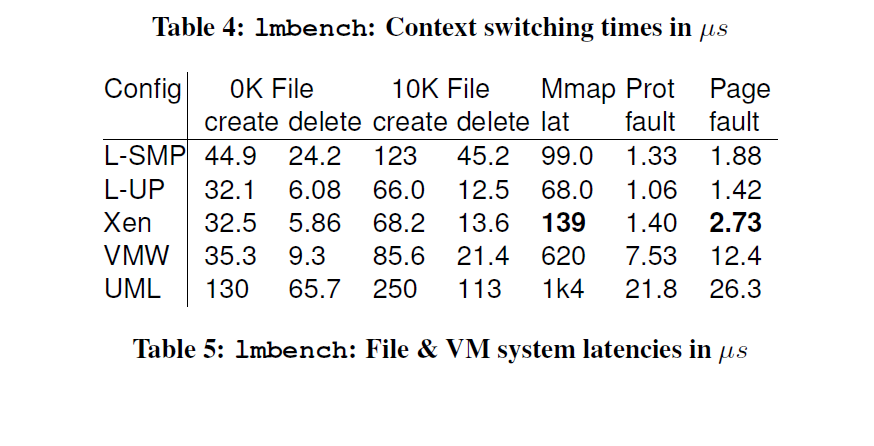 Table 4: lmbench: Context switching times in μs
Config 0K File 10K File Mmap Prot Page
create delete create delete lat fault fault
L-SMP 44.9 24.2 123 45.2 99.0 1.33 1.88
L-UP 32.1 6.08 66.0 12.5 68.0 1.06 1.42
Xen 32.5 5.86 68.2 13.6 139 1.40 2.73
VMW 35.3 9.3 85.6 21.4 620 7.53 12.4
UML 130 65.7 250 113 1k4 21.8 26.3
Table 5: lmbench: File & VM system latencies in μs